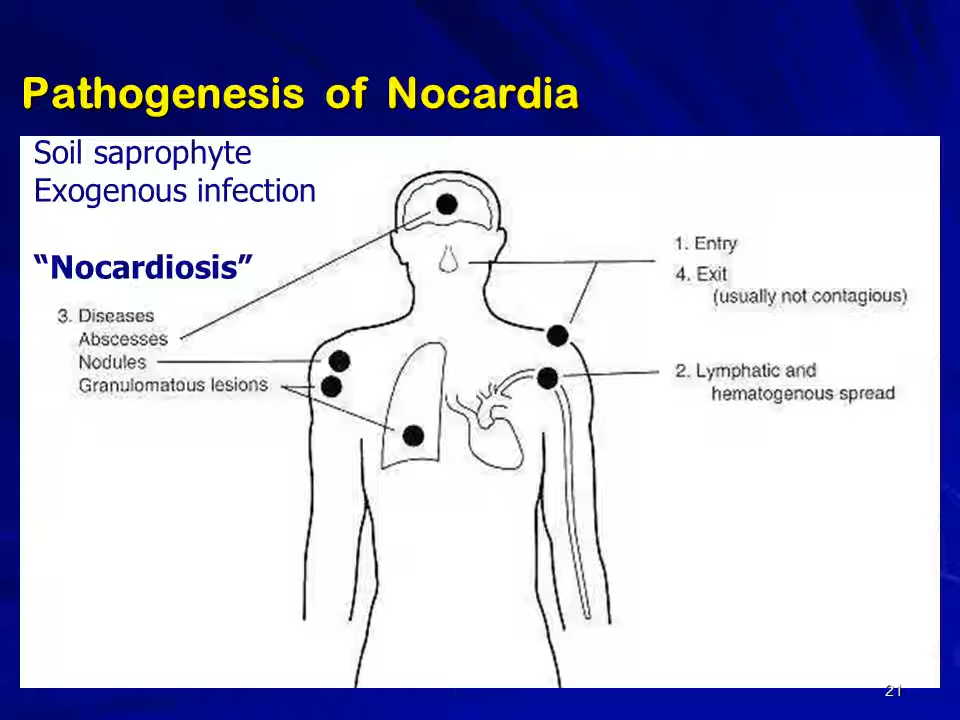 Pathogenesis of Nocardia
Soil saprophyte
Exogenous infection
“Nocardiosis”
1. Entry
4. Exit
(usually not contagious)
3. Diseases
Abscesses
Nodules
Granulomatous lesions
2. Lymphatic and
hematogenous spread
21